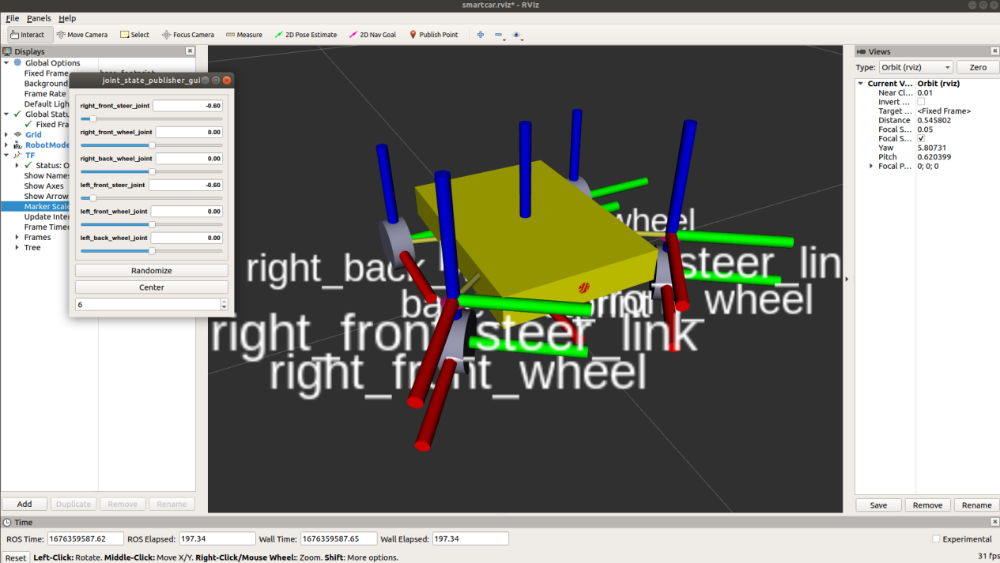 smartcar.rviz* - RViz
File Panels Help
Interact Move Camera Select Focus Camera Measure 2D Pose Estimate 2D Nav Goal Publish Point
Displays
Global Options
Fixed Frame
Background
Frame Rate
Default Ligh
Global Statu
Fixed Fra
Grid
RobotMode
TF
Status: O
Show Names
Show Axes
Show Arrow
Marker Scale
Update Inter
Frame Timeo
Frames
Tree
Add Duplicate Remove Rename
joint_state_publisher_gui
right_front_steer_joint -0.60
right_front_wheel_joint 0.00
right_back_wheel_joint 0.00
left_front_steer_joint -0.60
left_front_wheel_joint 0.00
left_back_wheel_joint 0.00
Randomize
Center
6
wheel
right_back_
steer_lin
wheel
right_front_steer_link
right_front_wheel
Views
Type: Orbit (rviz) Zero
Current V... Orbit (rviz)
Near Cl... 0.01
Invert ...
Target ... <Fixed Frame>
Distance 0.545802
Focal S... 0.05
Focal S...
Yaw 5.80731
Pitch 0.620399
Focal P... 0; 0; 0
Save Remove Rename
Time
ROS Time: 1676359587.62 ROS Elapsed: 197.34 Wall Time: 1676359587.65 Wall Elapsed: 197.34 Experimental
Reset Left-Click: Rotate. Middle-Click: Move X/Y. Right-Click/Mouse Wheel:: Zoom. Shift: More options. 31 fps